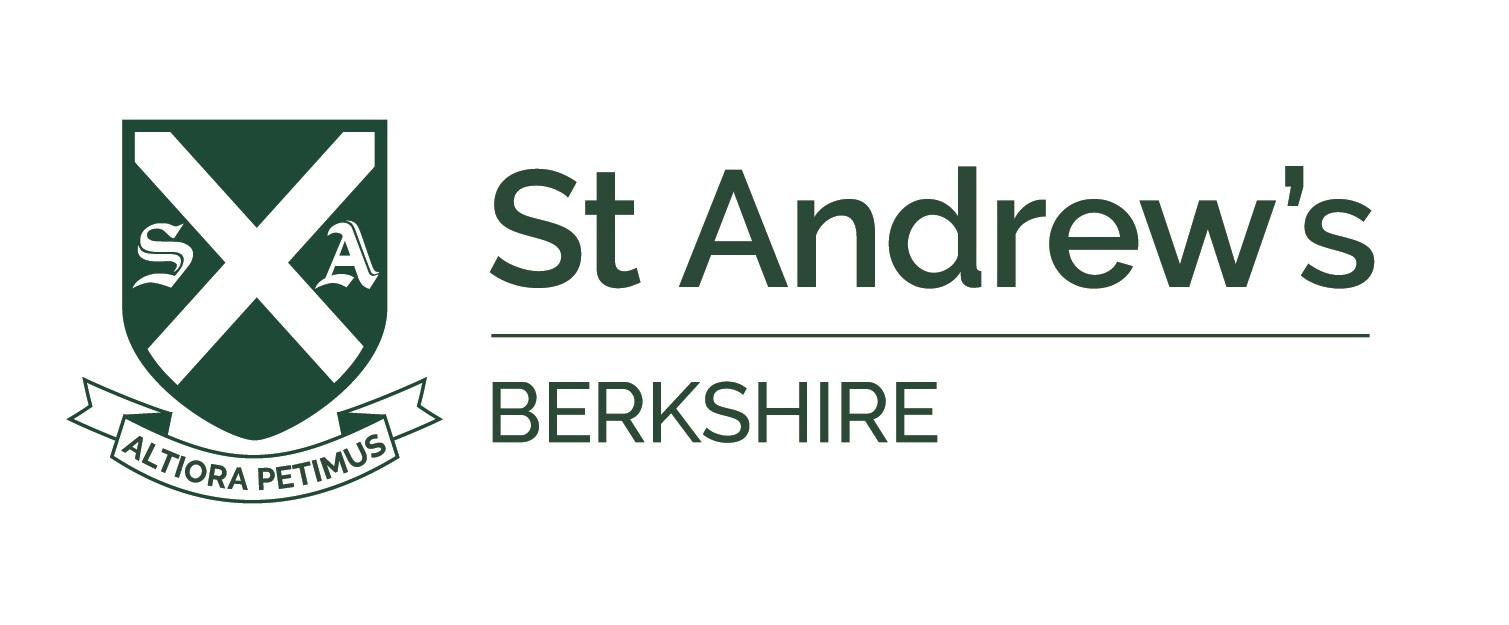 S A
ALTIORA PETIMUS
St Andrew’s
BERKSHIRE